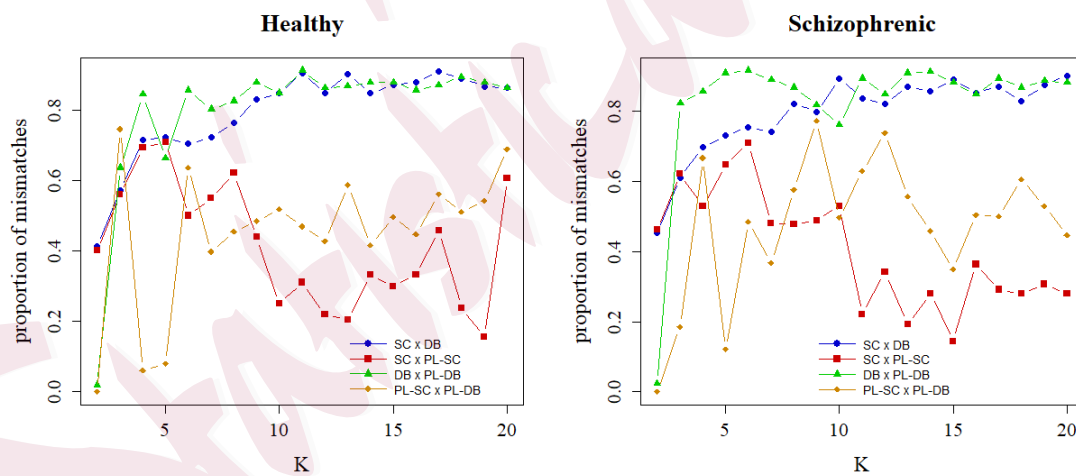 Healthy
proportion of mismatches
0.0
0.2
0.4
0.6
0.8
5
10
15
20
K
SC x DB
SC x PL-SC
DB x PL-DB
PL-SC x PL-DB
Schizophrenic
proportion of mismatches
0.0
0.2
0.4
0.6
0.8
5
10
15
20
K
SC x DB
SC x PL-SC
DB x PL-DB
PL-SC x PL-DB